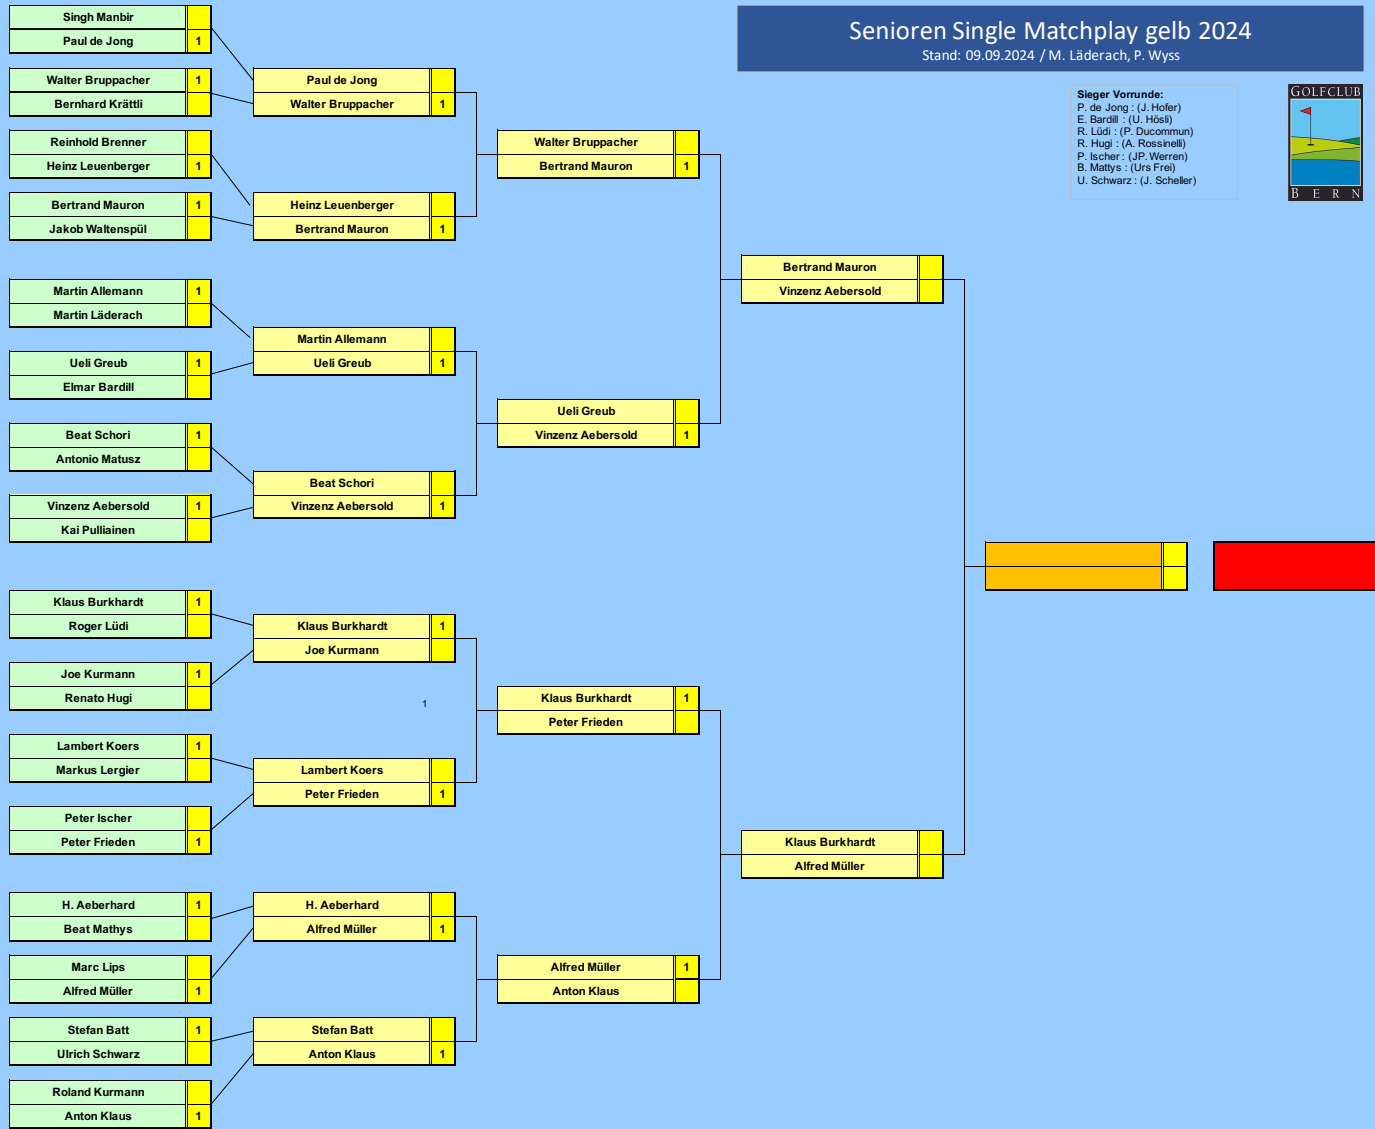 Senioren Single Matchplay gelb 2024
Stand: 09.09.2024 / M. Läderach, P. Wyss
Sieger Vorrunde:
P. de Jong : (J. Hofer)
E. Bardill : (U. Hösli)
R. Lüdi : (P. Ducommun)
R. Hugi : (A. Rossinelli)
P. Ischer : (JP. Werren)
B. Mattys : (Urs Frei)
U. Schwarz : (J. Scheller)
GOLFCLUB
BERN
Singh Manbir
Paul de Jong 1
Walter Bruppacher 1
Bernhard Krättli
Reinhold Brenner
Heinz Leuenberger 1
Bertrand Mauron 1
Jakob Waltenspül
Martin Allemann 1
Martin Läderach
Ueli Greub 1
Elmar Bardill
Beat Schori 1
Antonio Matusz
Vinzenz Aebersold 1
Kai Pulliainen
Klaus Burkhardt 1
Roger Lüdi
Joe Kurmann 1
Renato Hugi
Lambert Koers 1
Markus Lergier
Peter Ischer
Peter Frieden 1
H. Aeberhard 1
Beat Mathys
Marc Lips
Alfred Müller 1
Stefan Batt 1
Ulrich Schwarz
Roland Kurmann
Anton Klaus 1
Paul de Jong
Walter Bruppacher 1
Heinz Leuenberger
Bertrand Mauron 1
Martin Allemann
Ueli Greub 1
Beat Schori
Vinzenz Aebersold 1
Klaus Burkhardt 1
Joe Kurmann
1
Lambert Koers
Peter Frieden 1
H. Aeberhard
Alfred Müller 1
Stefan Batt
Anton Klaus 1
Walter Bruppacher
Bertrand Mauron 1
Ueli Greub
Vinzenz Aebersold 1
Klaus Burkhardt 1
Peter Frieden
Alfred Müller 1
Anton Klaus
Bertrand Mauron
Vinzenz Aebersold
Klaus Burkhardt
Alfred Müller